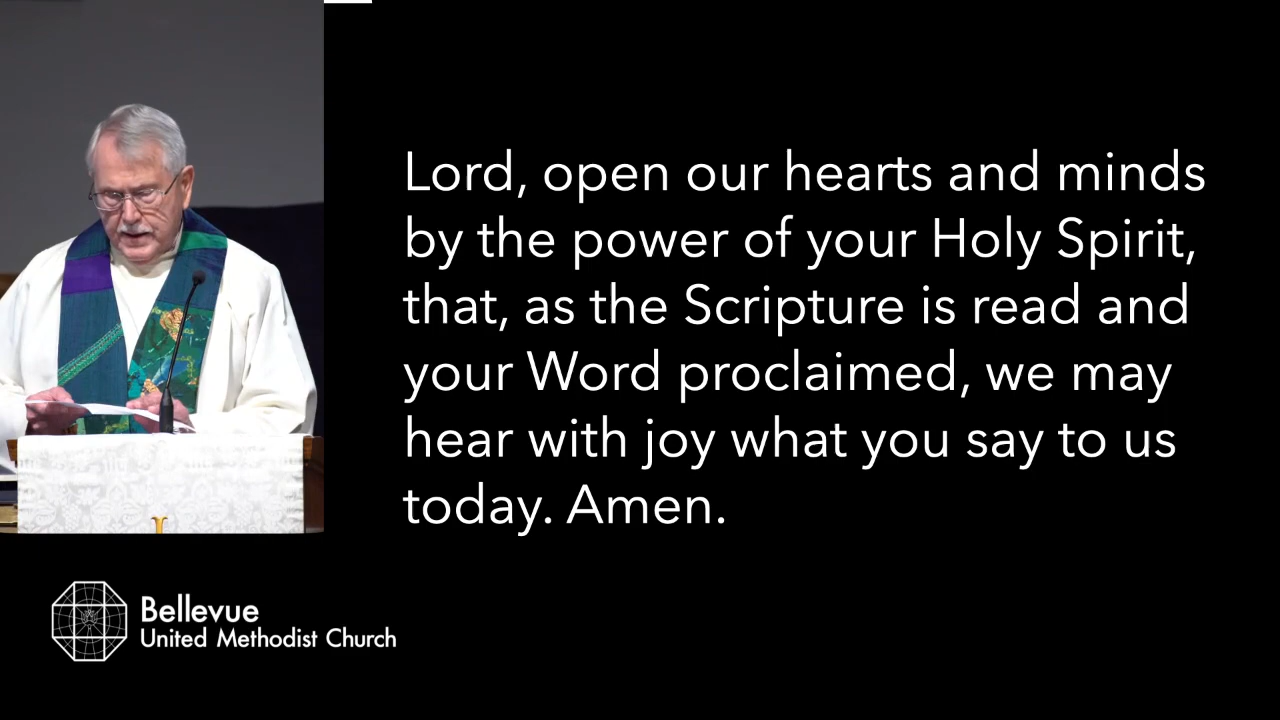 Lord, open our hearts and minds
by the power of your Holy Spirit,
that, as the Scripture is read and
your Word proclaimed, we may
hear with joy what you say to us
today. Amen.
Bellevue
United Methodist Church